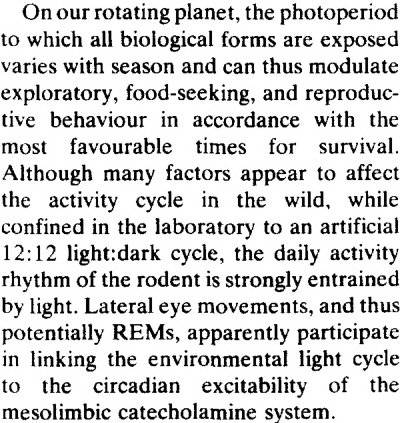 On our rotating planet, the photoperiod
to which all biological forms are exposed
varies with season and can thus modulate
exploratory, food-seeking, and reproduc-
tive behaviour in accordance with the
most favourable times for survival.
Although many factors appear to affect
the activity cycle in the wild, while
confined in the laboratory to an artificial
12:12 light:dark cycle, the daily activity
rhythm of the rodent is strongly entrained
by light. Lateral eye movements, and thus
potentially REMs, apparently participate
in linking the environmental light cycle
to the circadian excitability of the
mesolimbic catecholamine system.